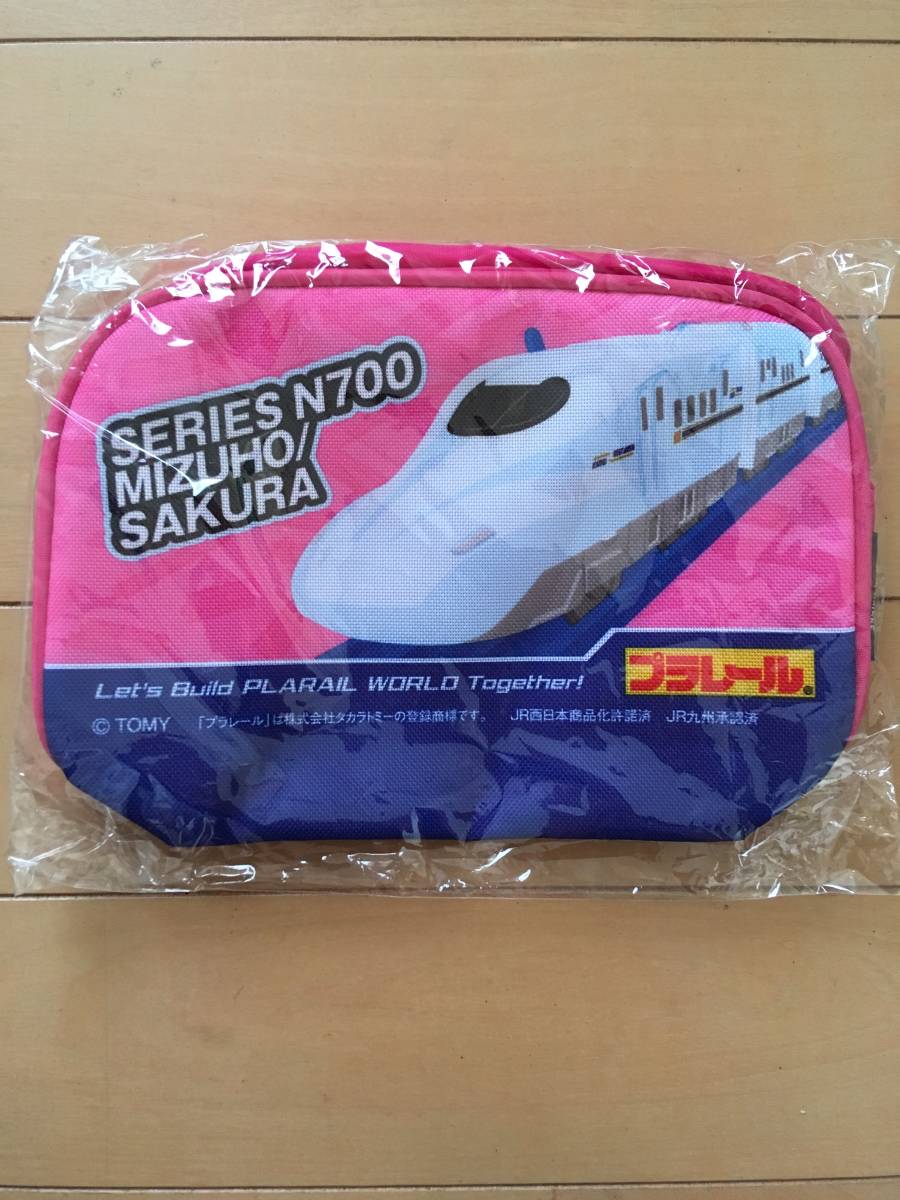 SERIES N700
MIZUHO/
SAKURA
Let's Build PLARAIL WORLD Together!
プラレール®
© TOMY 「プラレール」は株式会社タカラトミーの登録商標です。 JR西日本商品化許諾済 JR九州承認済